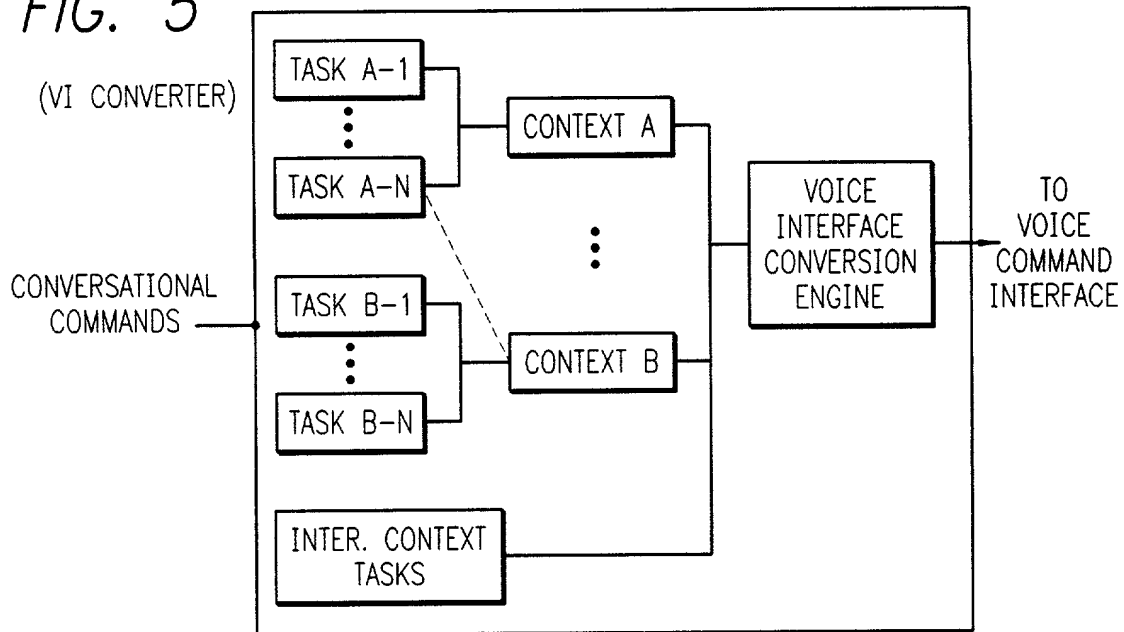 FIG. 5
(VI CONVERTER)
CONVERSATIONAL
COMMANDS
TASK A-1
TASK A-N
TASK B-1
TASK B-N
INTER. CONTEXT
TASKS
CONTEXT A
CONTEXT B
VOICE
INTERFACE
CONVERSION
ENGINE
TO
VOICE
COMMAND
INTERFACE